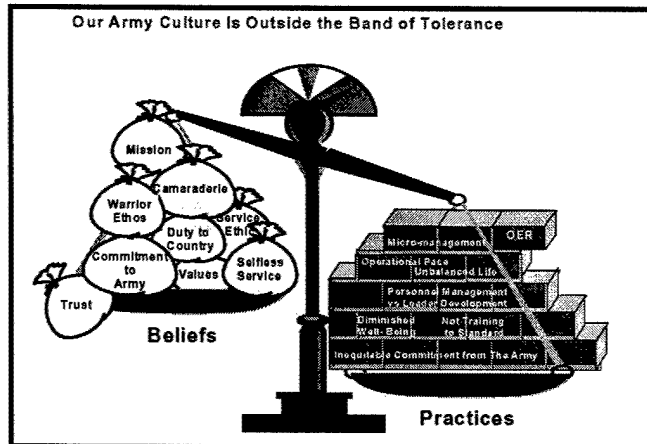 Our Army Culture Is Outside the Band of Tolerance
Mission
Camaraderie
Warrior
Ethos
Service
Ethic
Duty to
Country
Commitment
to
Army
Values
Selfless
Service
Trust
Beliefs
Micro-management
OER
Operational Pace
Unbalanced Life
Personnel Management
vs Leader Development
Diminished
Well-Being
Not Training
to Standard
Inequitable Commitment from The Army
Practices